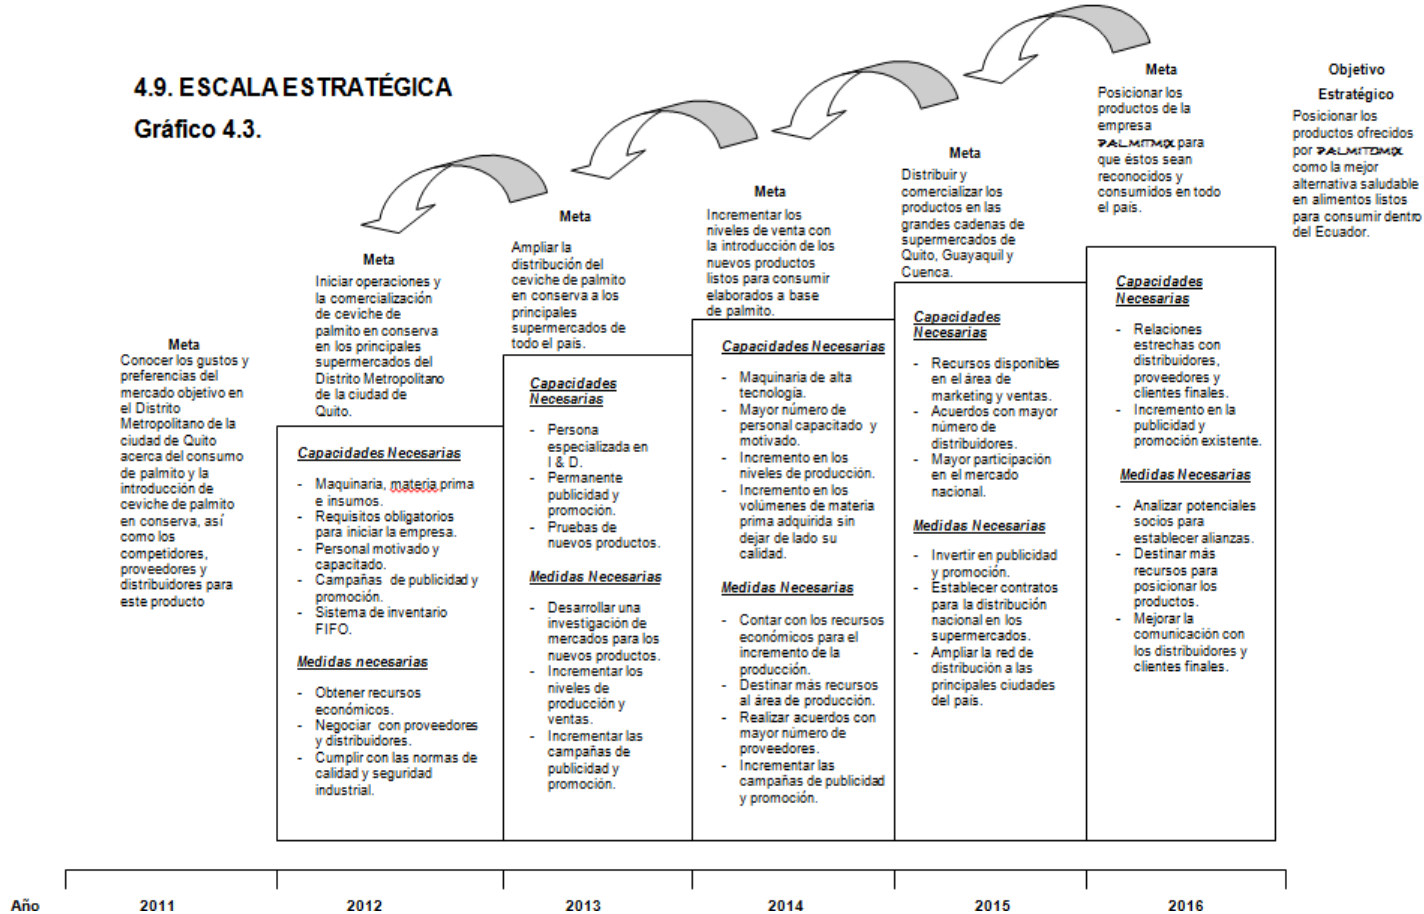 4.9. ESCALA ESTRATÉGICA
Gráfico 4.3.
Meta
Conocer los gustos y
preferencias del
mercado objetivo en
el Distrito
Metropolitano de la
ciudad de Quito
acerca del consumo
de palmito y la
introducción de
ceviche de palmito
en conserva, así
como los
competidores,
proveedores y
distribuidores para
este producto
Meta
Iniciar operaciones y
la comercialización
de ceviche de
palmito en conserva
en los principales
supermercados del
Distrito Metropolitano
de la ciudad de
Quito.
Capacidades Necesarias
- Maquinaria, materia prima
e insumos.
- Requisitos obligatorios
para iniciar la empresa.
- Personal motivado y
capacitado.
- Campañas de publicidad y
promoción.
- Sistema de inventario
FIFO.
Medidas necesarias
- Obtener recursos
económicos.
- Negociar con proveedores
y distribuidores.
- Cumplir con las normas de
calidad y seguridad
industrial.
Meta
Ampliar la
distribución del
ceviche de palmito
en conserva a los
principales
supermercados de
todo el país.
Capacidades
Necesarias
- Persona
especializada en
I & D.
- Permanente
publicidad y
promoción.
- Pruebas de
nuevos productos.
Medidas Necesarias
- Desarrollar una
investigación de
mercados para los
nuevos productos.
- Incrementar los
niveles de
producción y
ventas.
- Incrementar las
campañas de
publicidad y
promoción.
Meta
Incrementar los
niveles de venta con
la introducción de los
nuevos productos
listos para consumir
elaborados a base
de palmito.
Capacidades Necesarias
- Maquinaria de alta
tecnología.
- Mayor número de
personal capacitado y
motivado.
- Incremento en los
niveles de producción.
- Incremento en los
volúmenes de materia
prima adquirida sin
dejar de lado su
calidad.
Medidas Necesarias
- Contar con los recursos
económicos para el
incremento de la
producción.
- Destinar más recursos
al área de producción.
- Realizar acuerdos con
mayor número de
proveedores.
- Incrementar las
campañas de publicidad
y promoción.
Meta
Distribuir y
comercializar los
productos en las
grandes cadenas de
supermercados de
Quito, Guayaquil y
Cuenca.
Capacidades
Necesarias
- Recursos disponibles
en el área de
marketing y ventas.
- Acuerdos con mayor
número de
distribuidores.
- Mayor participación
en el mercado
nacional.
Medidas Necesarias
- Invertir en publicidad
y promoción.
- Establecer contratos
para la distribución
nacional en los
supermercados.
- Ampliar la red de
distribución a las
principales ciudades
del país.
Meta
Posicionar los
productos de la
empresa
PALMITMIX para
que éstos sean
reconocidos y
consumidos en todo
el país.
Capacidades
Necesarias
- Relaciones
estrechas con
distribuidores,
proveedores y
clientes finales.
- Incremento en la
publicidad y
promoción existente.
Medidas Necesarias
- Analizar potenciales
socios para
establecer alianzas.
- Destinar más
recursos para
posicionar los
productos.
- Mejorar la
comunicación con
los distribuidores y
clientes finales.
Objetivo
Estratégico
Posicionar los
productos ofrecidos
por PALMITOMIX
como la mejor
alternativa saludable
en alimentos listos
para consumir dentro
del Ecuador.
Año 2011 2012 2013 2014 2015 2016